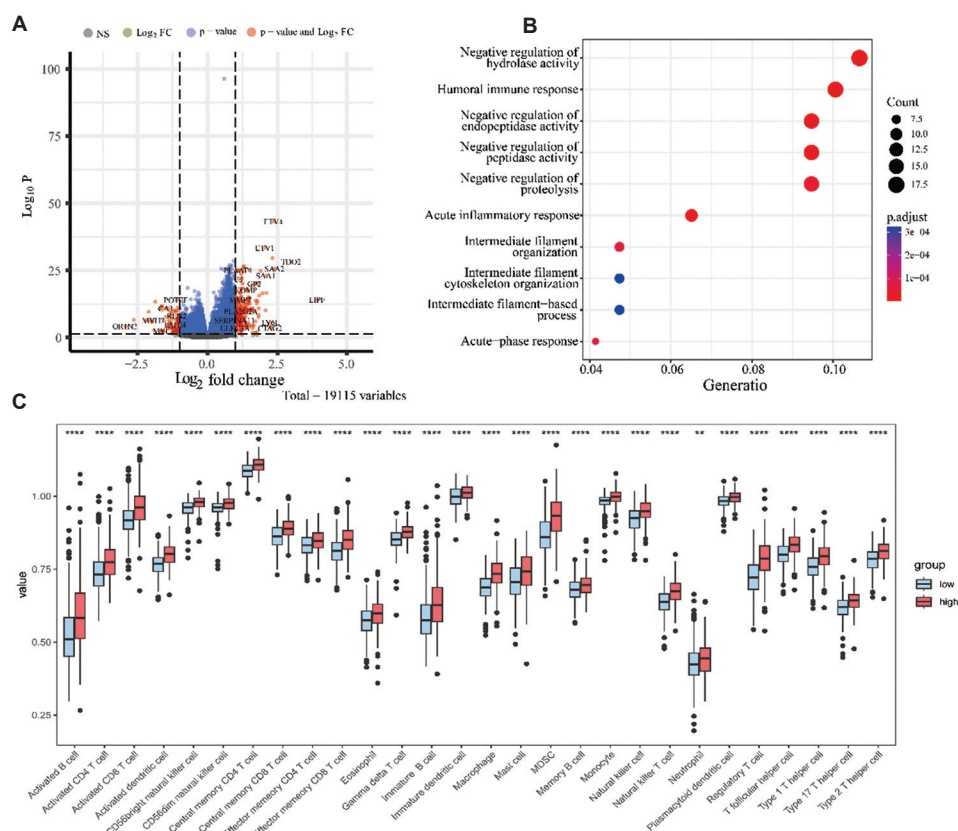 A
NS
Log2 FC
p − value
p − value and Log2 FC
100
75
50
25
0
Log10 P
−2.5
0.0
2.5
5.0
Log2 fold change
Total − 19115 variables
ETV4
ETV1
TDO2
SAA2
SAA1
GP2
LIPF
B
Negative regulation of
hydrolase activity
Humoral immune response
Negative regulation of
endopeptidase activity
Negative regulation of
peptidase activity
Negative regulation of
proteolysis
Acute inflammatory response
Intermediate filament
organization
Intermediate filament
cytoskeleton organization
Intermediate filament−based
process
Acute−phase response
0.04
0.06
0.08
0.10
Generatio
Count
7.5
10.0
12.5
15.0
17.5
p.adjust
3e−04
2e−04
1e−04
C
**** **** **** **** **** **** **** **** **** **** **** **** **** **** **** **** **** **** **** **** **** ** **** **** **** **** **** ****
1.00
0.75
0.50
0.25
value
group
low
high
Activated B cell
Activated CD4 T cell
Activated CD8 T cell
Activated dendritic cell
CD56bright natural killer cell
CD56dim natural killer cell
Central memory CD4 T cell
Central memory CD8 T cell
Effector memory CD4 T cell
Effector memory CD8 T cell
Eosinophil
Gamma delta T cell
Immature B cell
Immature dendritic cell
Macrophage
Mast cell
MDSC
Memory B cell
Monocyte
Natural killer cell
Natural killer T cell
Neutrophil
Plasmacytoid dendritic cell
Regulatory T cell
T follicular helper cell
Type 1 T helper cell
Type 17 T helper cell
Type 2 T helper cell